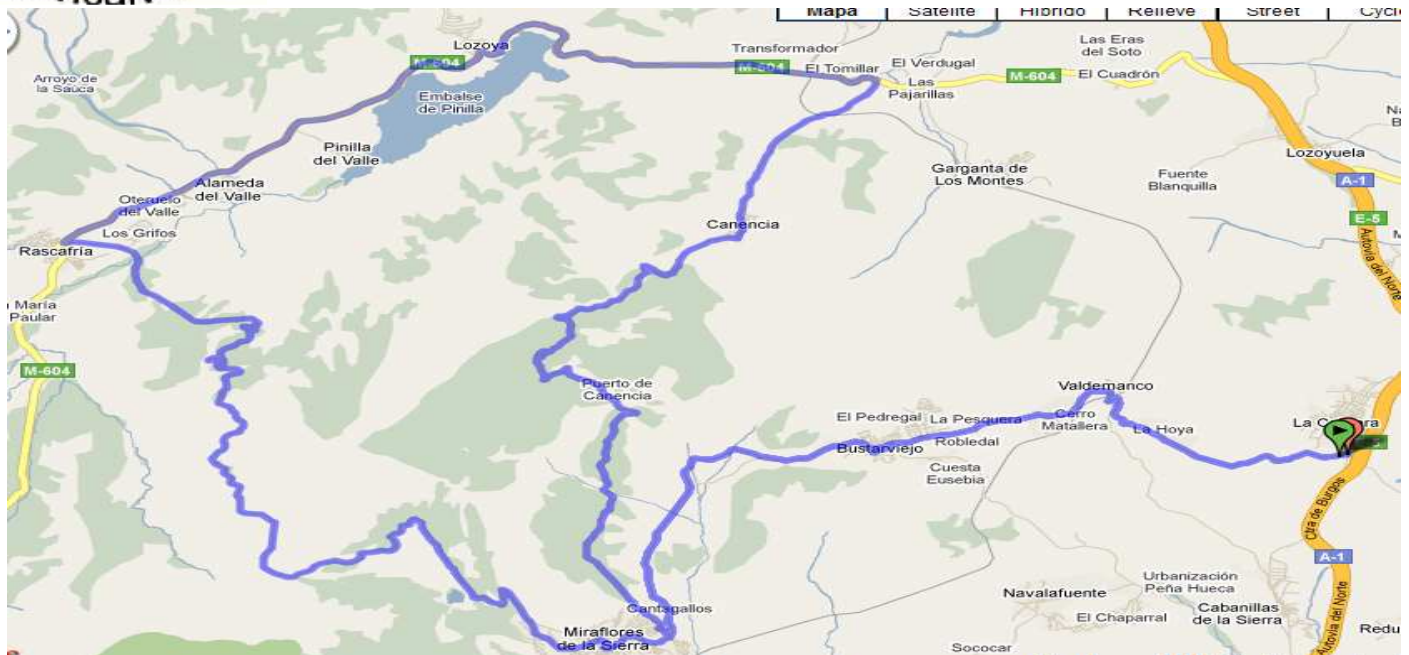 Mapa
Satélite
Híbrido
Relieve
Street
Transformador
Las Eras
del Soto
Lozoya
M-604
M-604
El Tomillar
El Verdugal
Las
Pajarillas
M-604
El Cuadrón
Arroyo de
la Sauca
Embalse
de Pinilla
Pinilla
del Valle
Lozoyuela
Garganta de
Los Montes
Fuente
Blanquilla
A-1
E-5
Autovía del Norte
Alameda
del Valle
Oteruelo
del Valle
Los Grifos
Rascafría
Canencia
María
Paular
M-604
Puerto de
Canencia
Valdemanco
El Pedregal
La Pesquera
Cerro
Matallera
La Hoya
Robledal
Bustarviejo
Cuesta
Eusebia
Ctra de Burgos
A-1
Autovía del Norte
Urbanización
Peña Hueca
Navalafuente
El Chaparral
Cabanillas
de la Sierra
Cantagallos
Miraflores
de la Sierra
Sococar